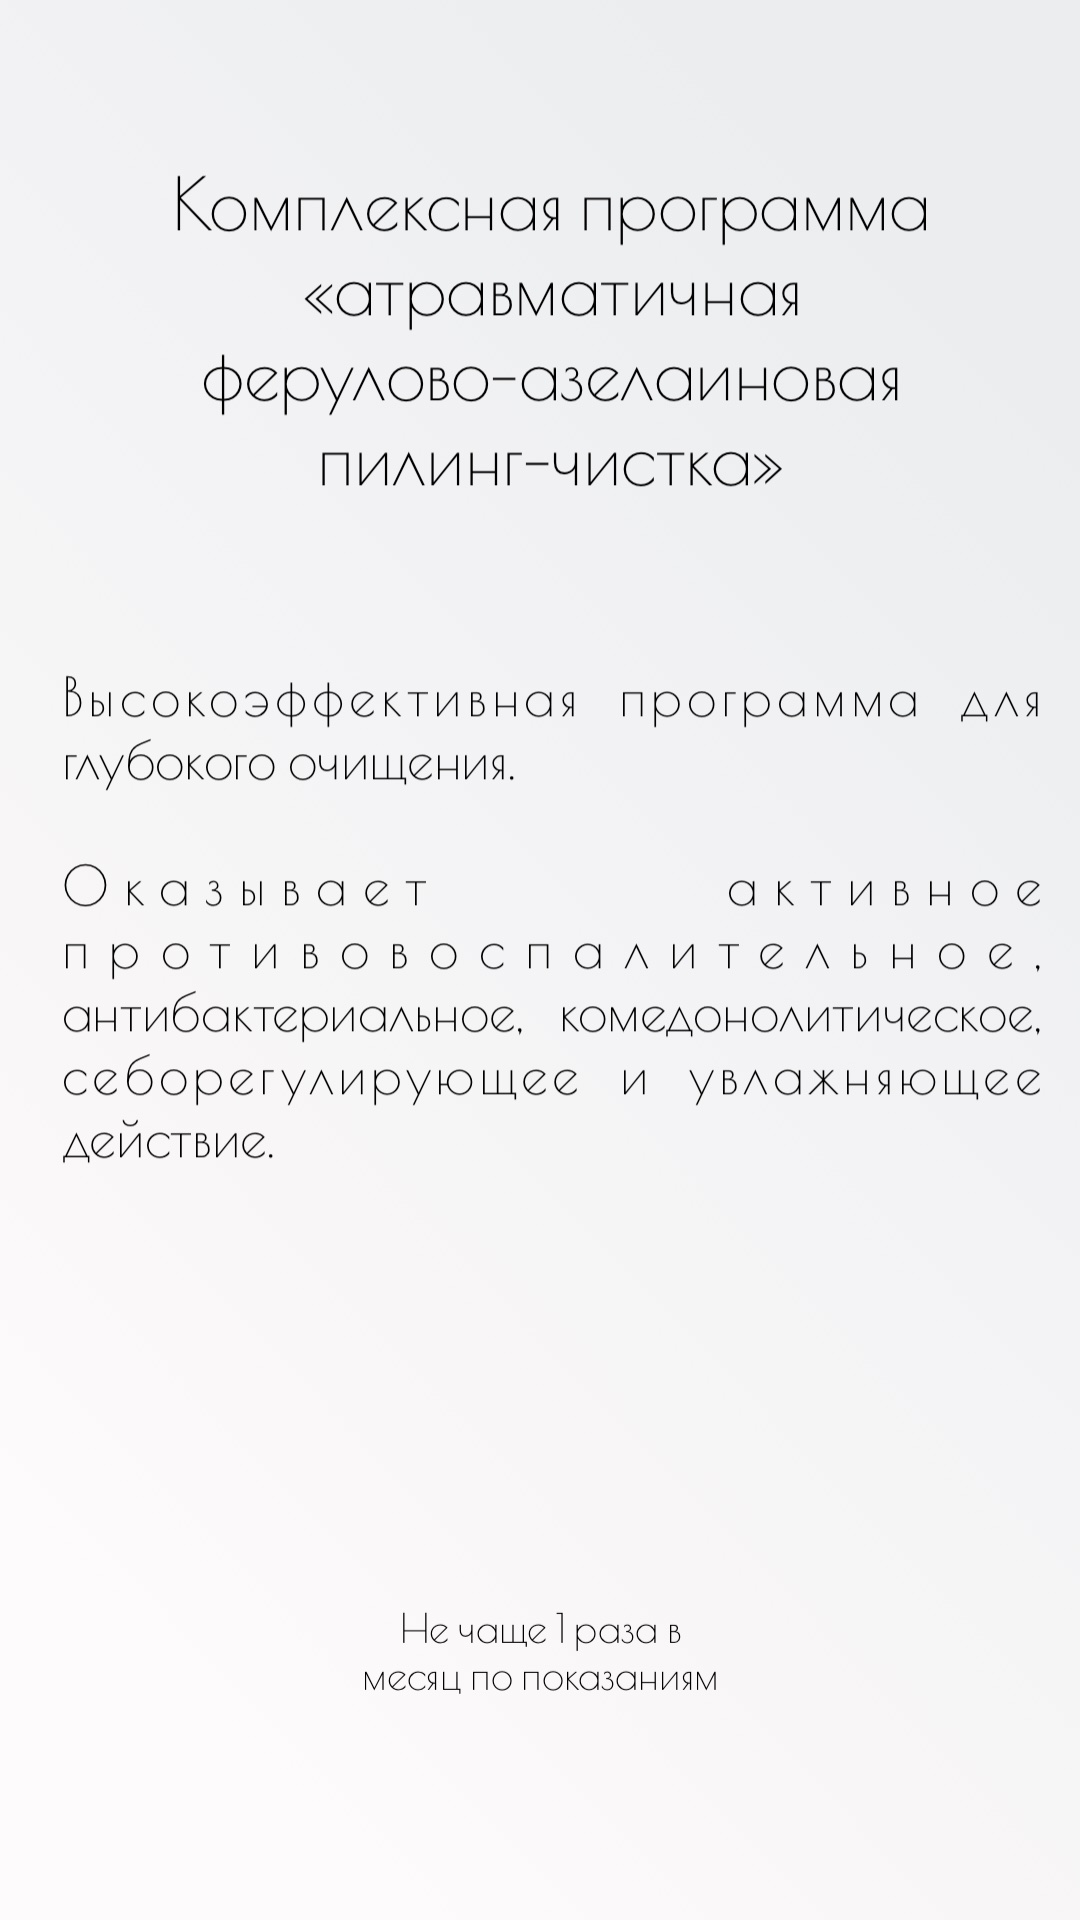 Комплексная программа
«атравматичная
ферулово-азелаиновая
пилинг-чистка»
Высокоэффективная программа для
глубокого очищения.
Оказывает активное
противовоспалительное,
антибактериальное, комедонолитическое,
себорегулирующее и увлажняющее
действие.
Не чаще 1 раза в
месяц по показаниям